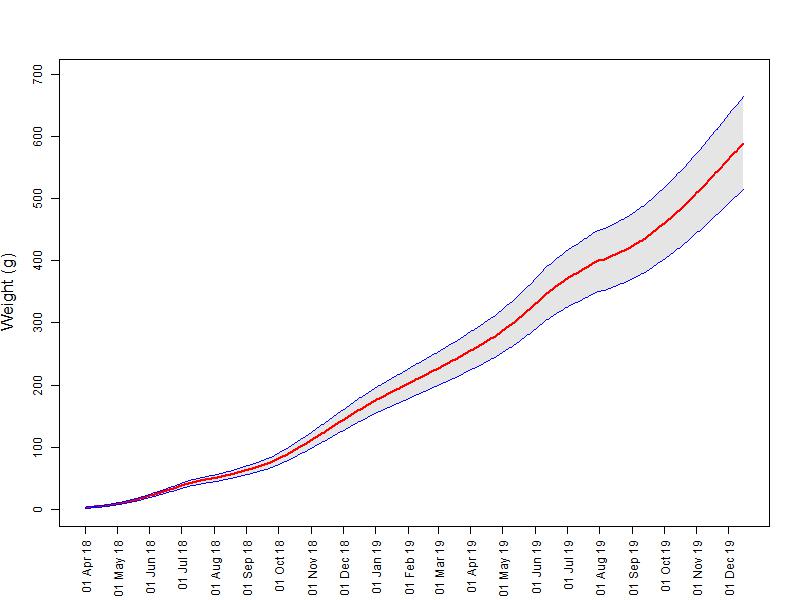 700
600
500
400
300
200
100
0
Weight (g)
01 Apr 18
01 May 18
01 Jun 18
01 Jul 18
01 Aug 18
01 Sep 18
01 Oct 18
01 Nov 18
01 Dec 18
01 Jan 19
01 Feb 19
01 Mar 19
01 Apr 19
01 May 19
01 Jun 19
01 Jul 19
01 Aug 19
01 Sep 19
01 Oct 19
01 Nov 19
01 Dec 19